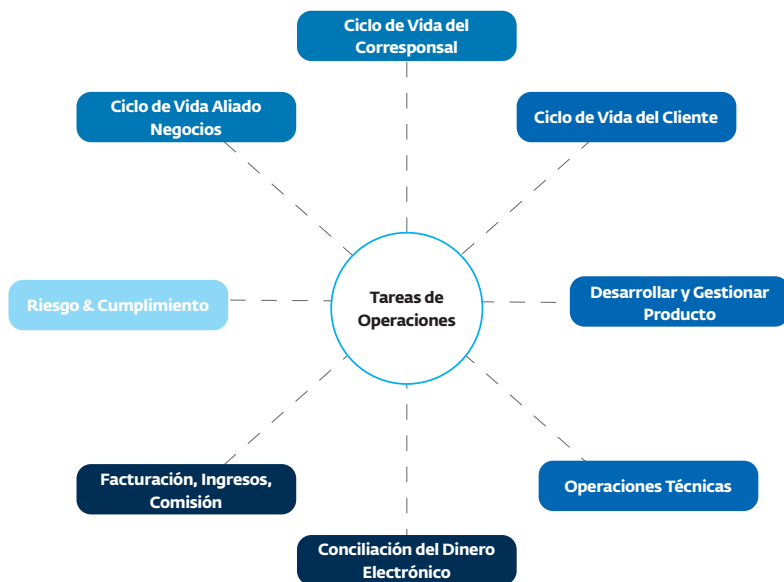 Ciclo de Vida del
Corresponsal
Ciclo de Vida Aliado
Negocios
Ciclo de Vida del Cliente
Riesgo & Cumplimiento
Tareas de
Operaciones
Desarrollar y Gestionar
Producto
Facturación, Ingresos,
Comisión
Operaciones Técnicas
Conciliación del Dinero
Electrónico